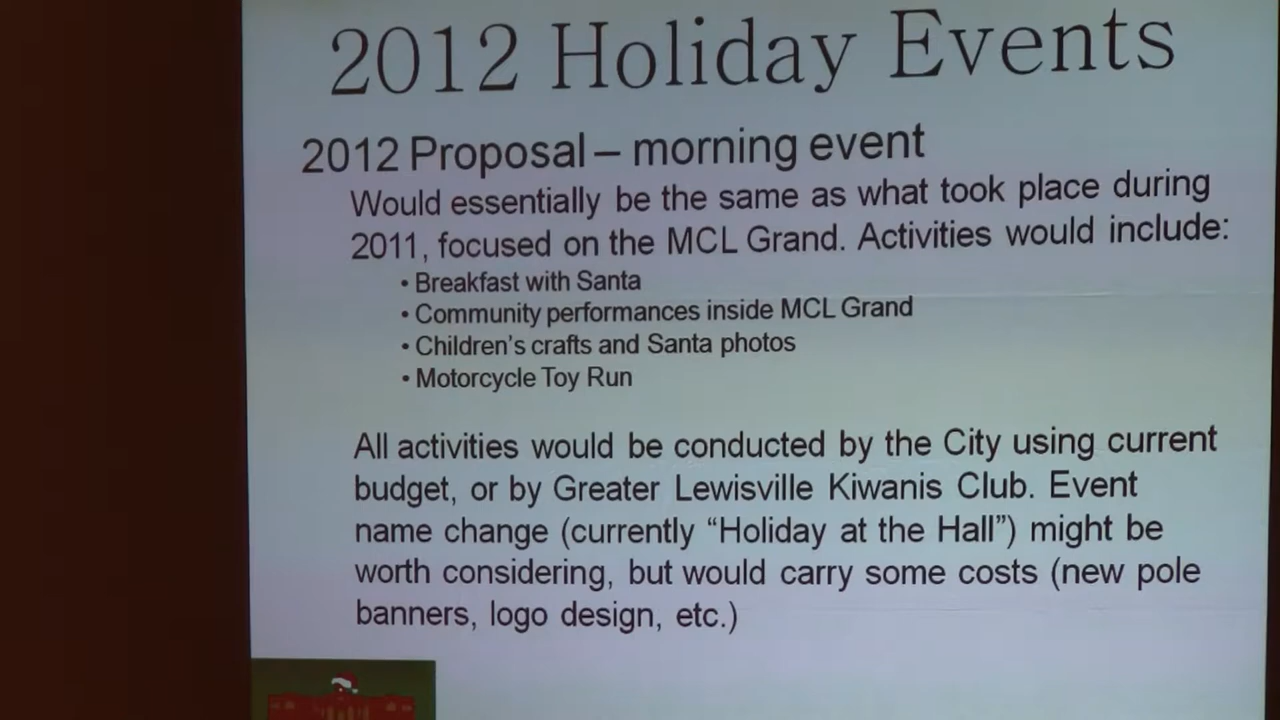 2012 Holiday Events
2012 Proposal – morning event
Would essentially be the same as what took place during
2011, focused on the MCL Grand. Activities would include:
• Breakfast with Santa
• Community performances inside MCL Grand
• Children's crafts and Santa photos
• Motorcycle Toy Run
All activities would be conducted by the City using current
budget, or by Greater Lewisville Kiwanis Club. Event
name change (currently “Holiday at the Hall”) might be
worth considering, but would carry some costs (new pole
banners, logo design, etc.)